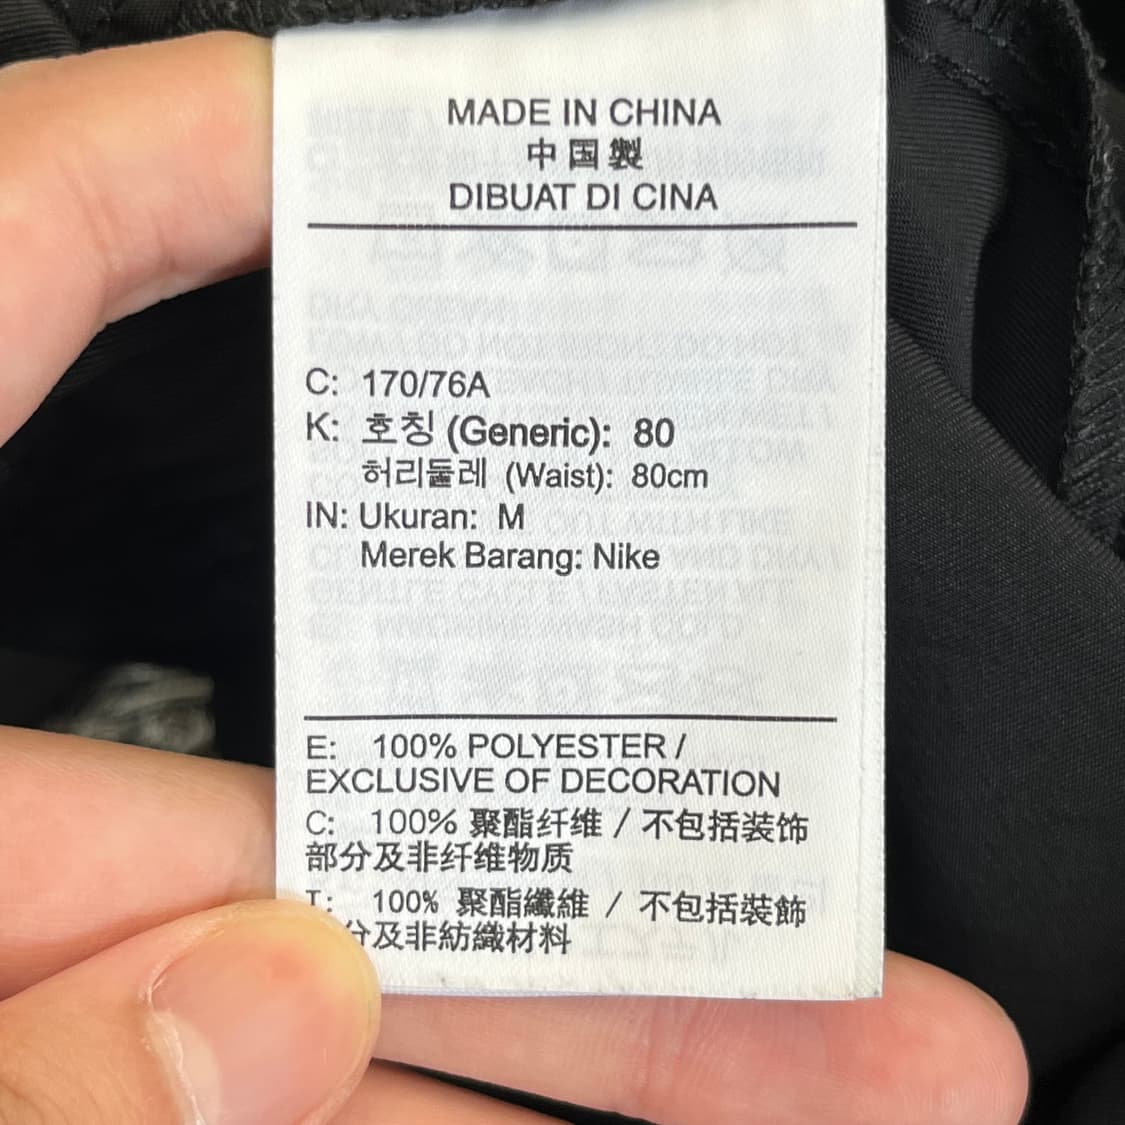 MADE IN CHINA
中国製
DIBUAT DI CINA
C: 170/76A
K: 호칭 (Generic): 80
허리둘레 (Waist): 80cm
IN: Ukuran: M
Merek Barang: Nike
E: 100% POLYESTER /
EXCLUSIVE OF DECORATION
C: 100% 聚酯纤维 / 不包括装饰
部分及非纤维物质
T: 100% 聚酯纖維 / 不包括裝飾
分及非紡織材料